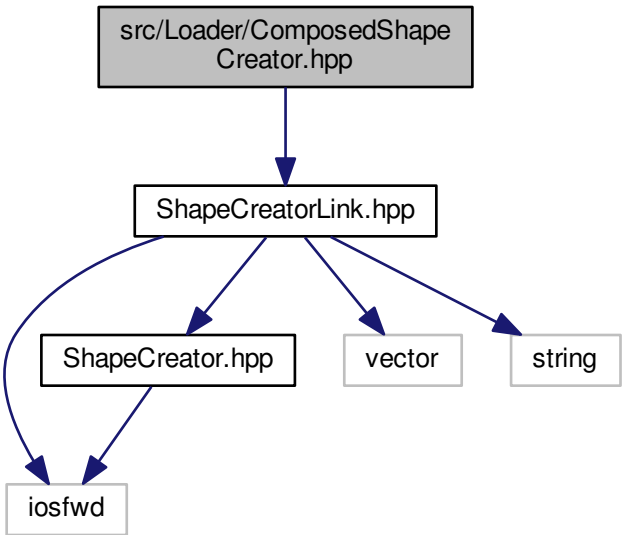 src/Loader/ComposedShape
Creator.hpp
ShapeCreatorLink.hpp
ShapeCreator.hpp
vector
string
iosfwd